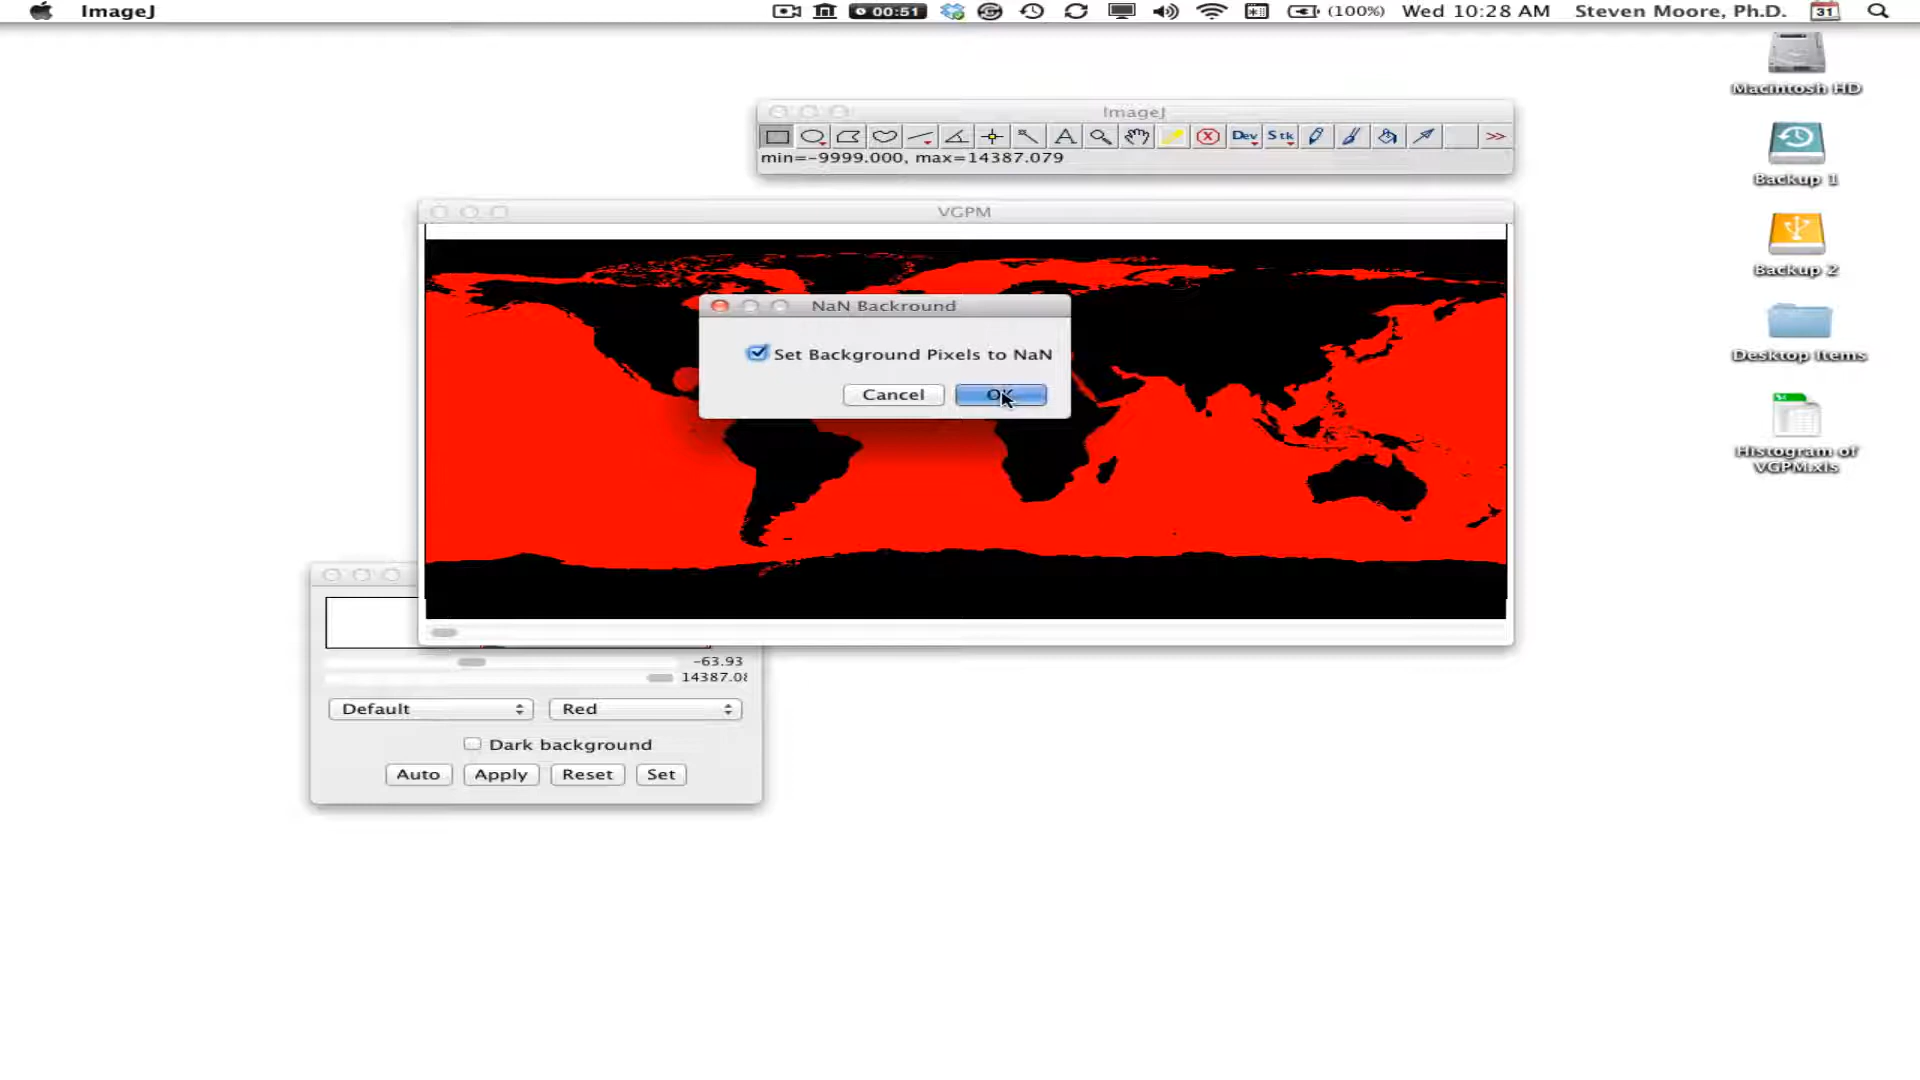 ImageJ 00:51 (100%) Wed 10:28 AM Steven Moore, Ph.D. 31
Macintosh HD
ImageJ
Dev Stk >>
min=-9999.000, max=14387.079
Backup 1
VGPM
Backup 2
NaN Backround
Set Background Pixels to NaN
Cancel OK
Desktop Items
Histogram of
VGPM.xls
-63.93
14387.08
Default Red
Dark background
Auto Apply Reset Set